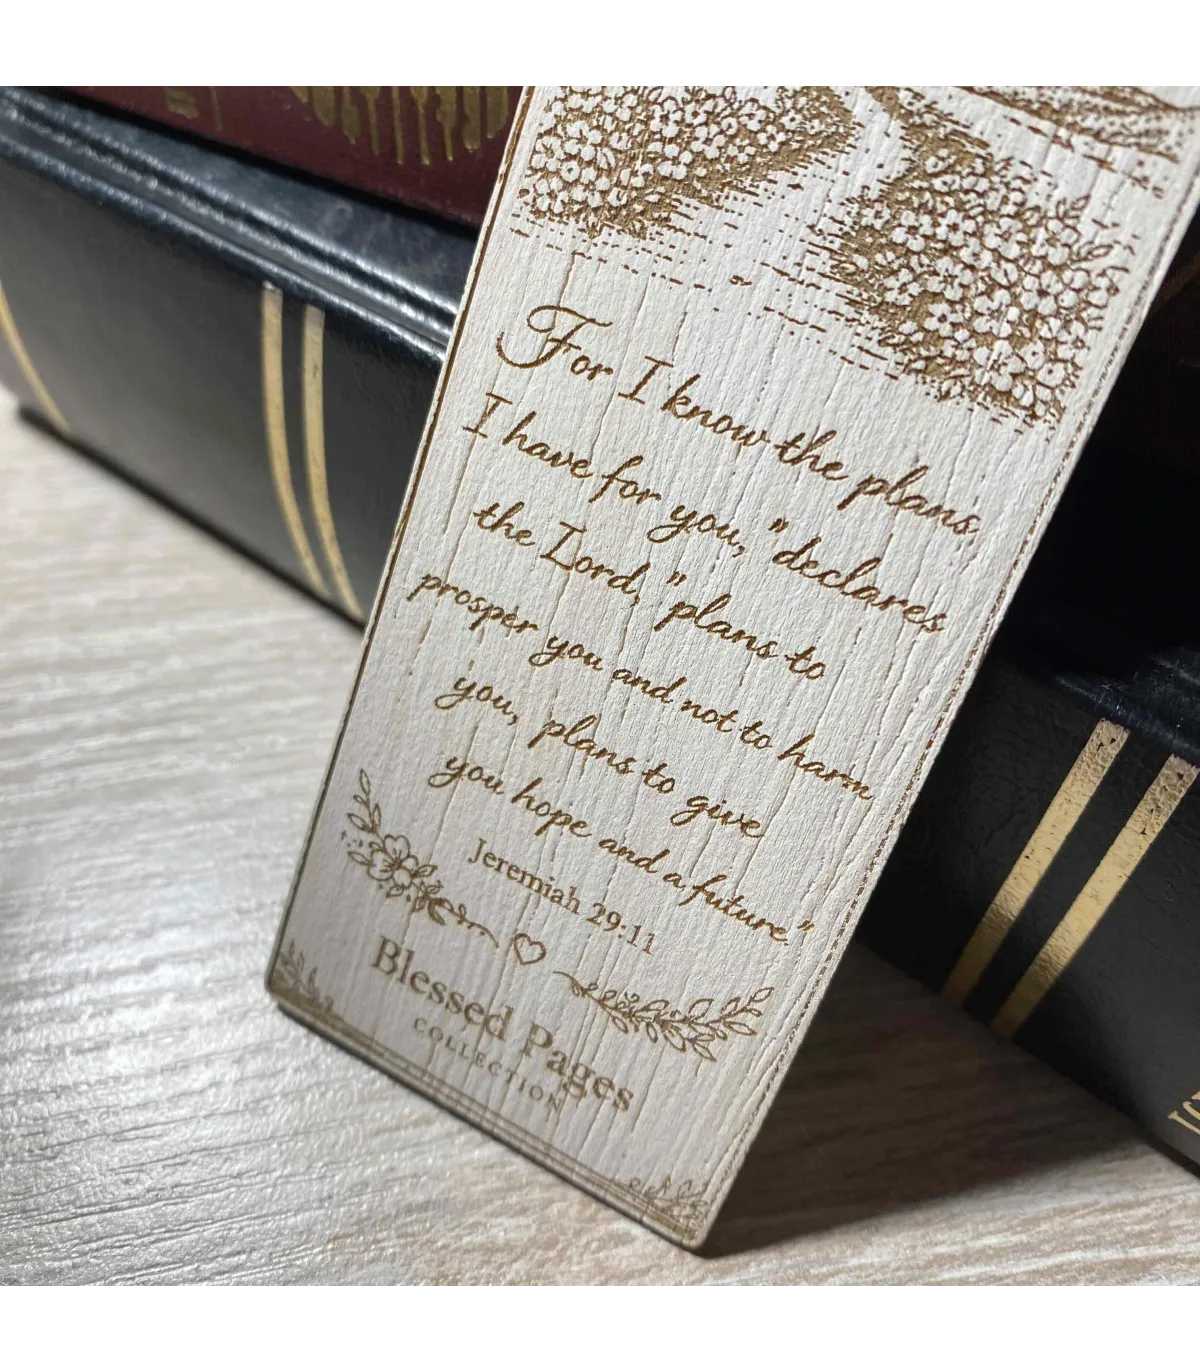 For I know the plans
I have for you," declares
the Lord, "plans to
prosper you and not to harm
you, plans to give
you hope and a future."
Jeremiah 29:11
Blessed Pages
COLLECTION